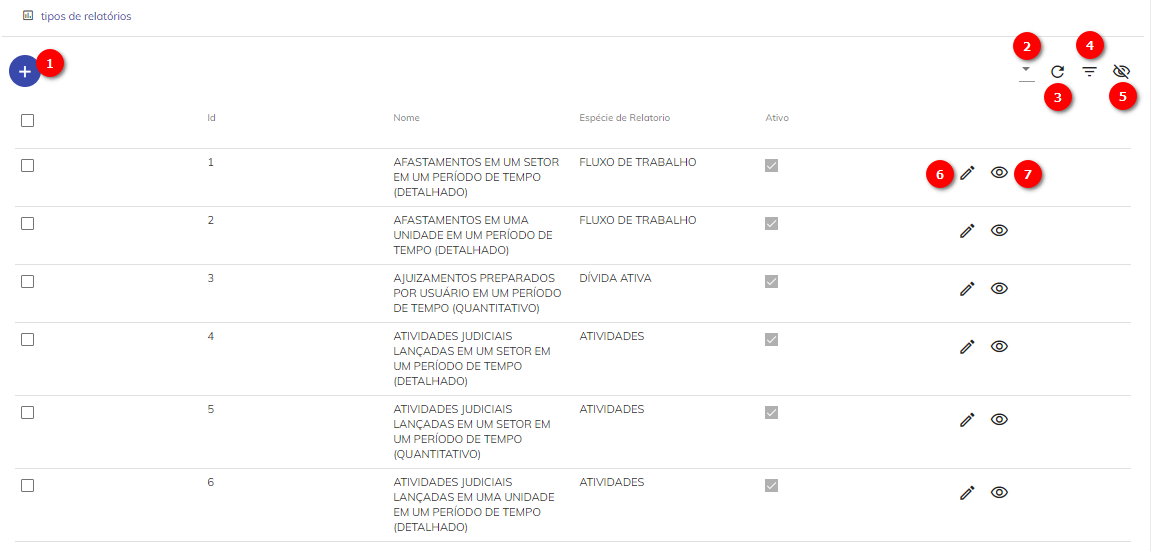 tipos de relatórios
1
2
4
3
5
Id Nome Espécie de Relatorio Ativo
1 AFASTAMENTOS EM UM SETOR FLUXO DE TRABALHO
EM UM PERÍODO DE TEMPO
(DETALHADO)
6 7
2 AFASTAMENTOS EM UMA FLUXO DE TRABALHO
UNIDADE EM UM PERÍODO DE
TEMPO (DETALHADO)
3 AJUIZAMENTOS PREPARADOS DÍVIDA ATIVA
POR USUÁRIO EM UM PERÍODO
DE TEMPO (QUANTITATIVO)
4 ATIVIDADES JUDICIAIS ATIVIDADES
LANÇADAS EM UM SETOR EM
UM PERÍODO DE TEMPO
(DETALHADO)
5 ATIVIDADES JUDICIAIS ATIVIDADES
LANÇADAS EM UM SETOR EM
UM PERÍODO DE TEMPO
(QUANTITATIVO)
6 ATIVIDADES JUDICIAIS ATIVIDADES
LANÇADAS EM UMA UNIDADE
EM UM PERÍODO DE TEMPO
(DETALHADO)